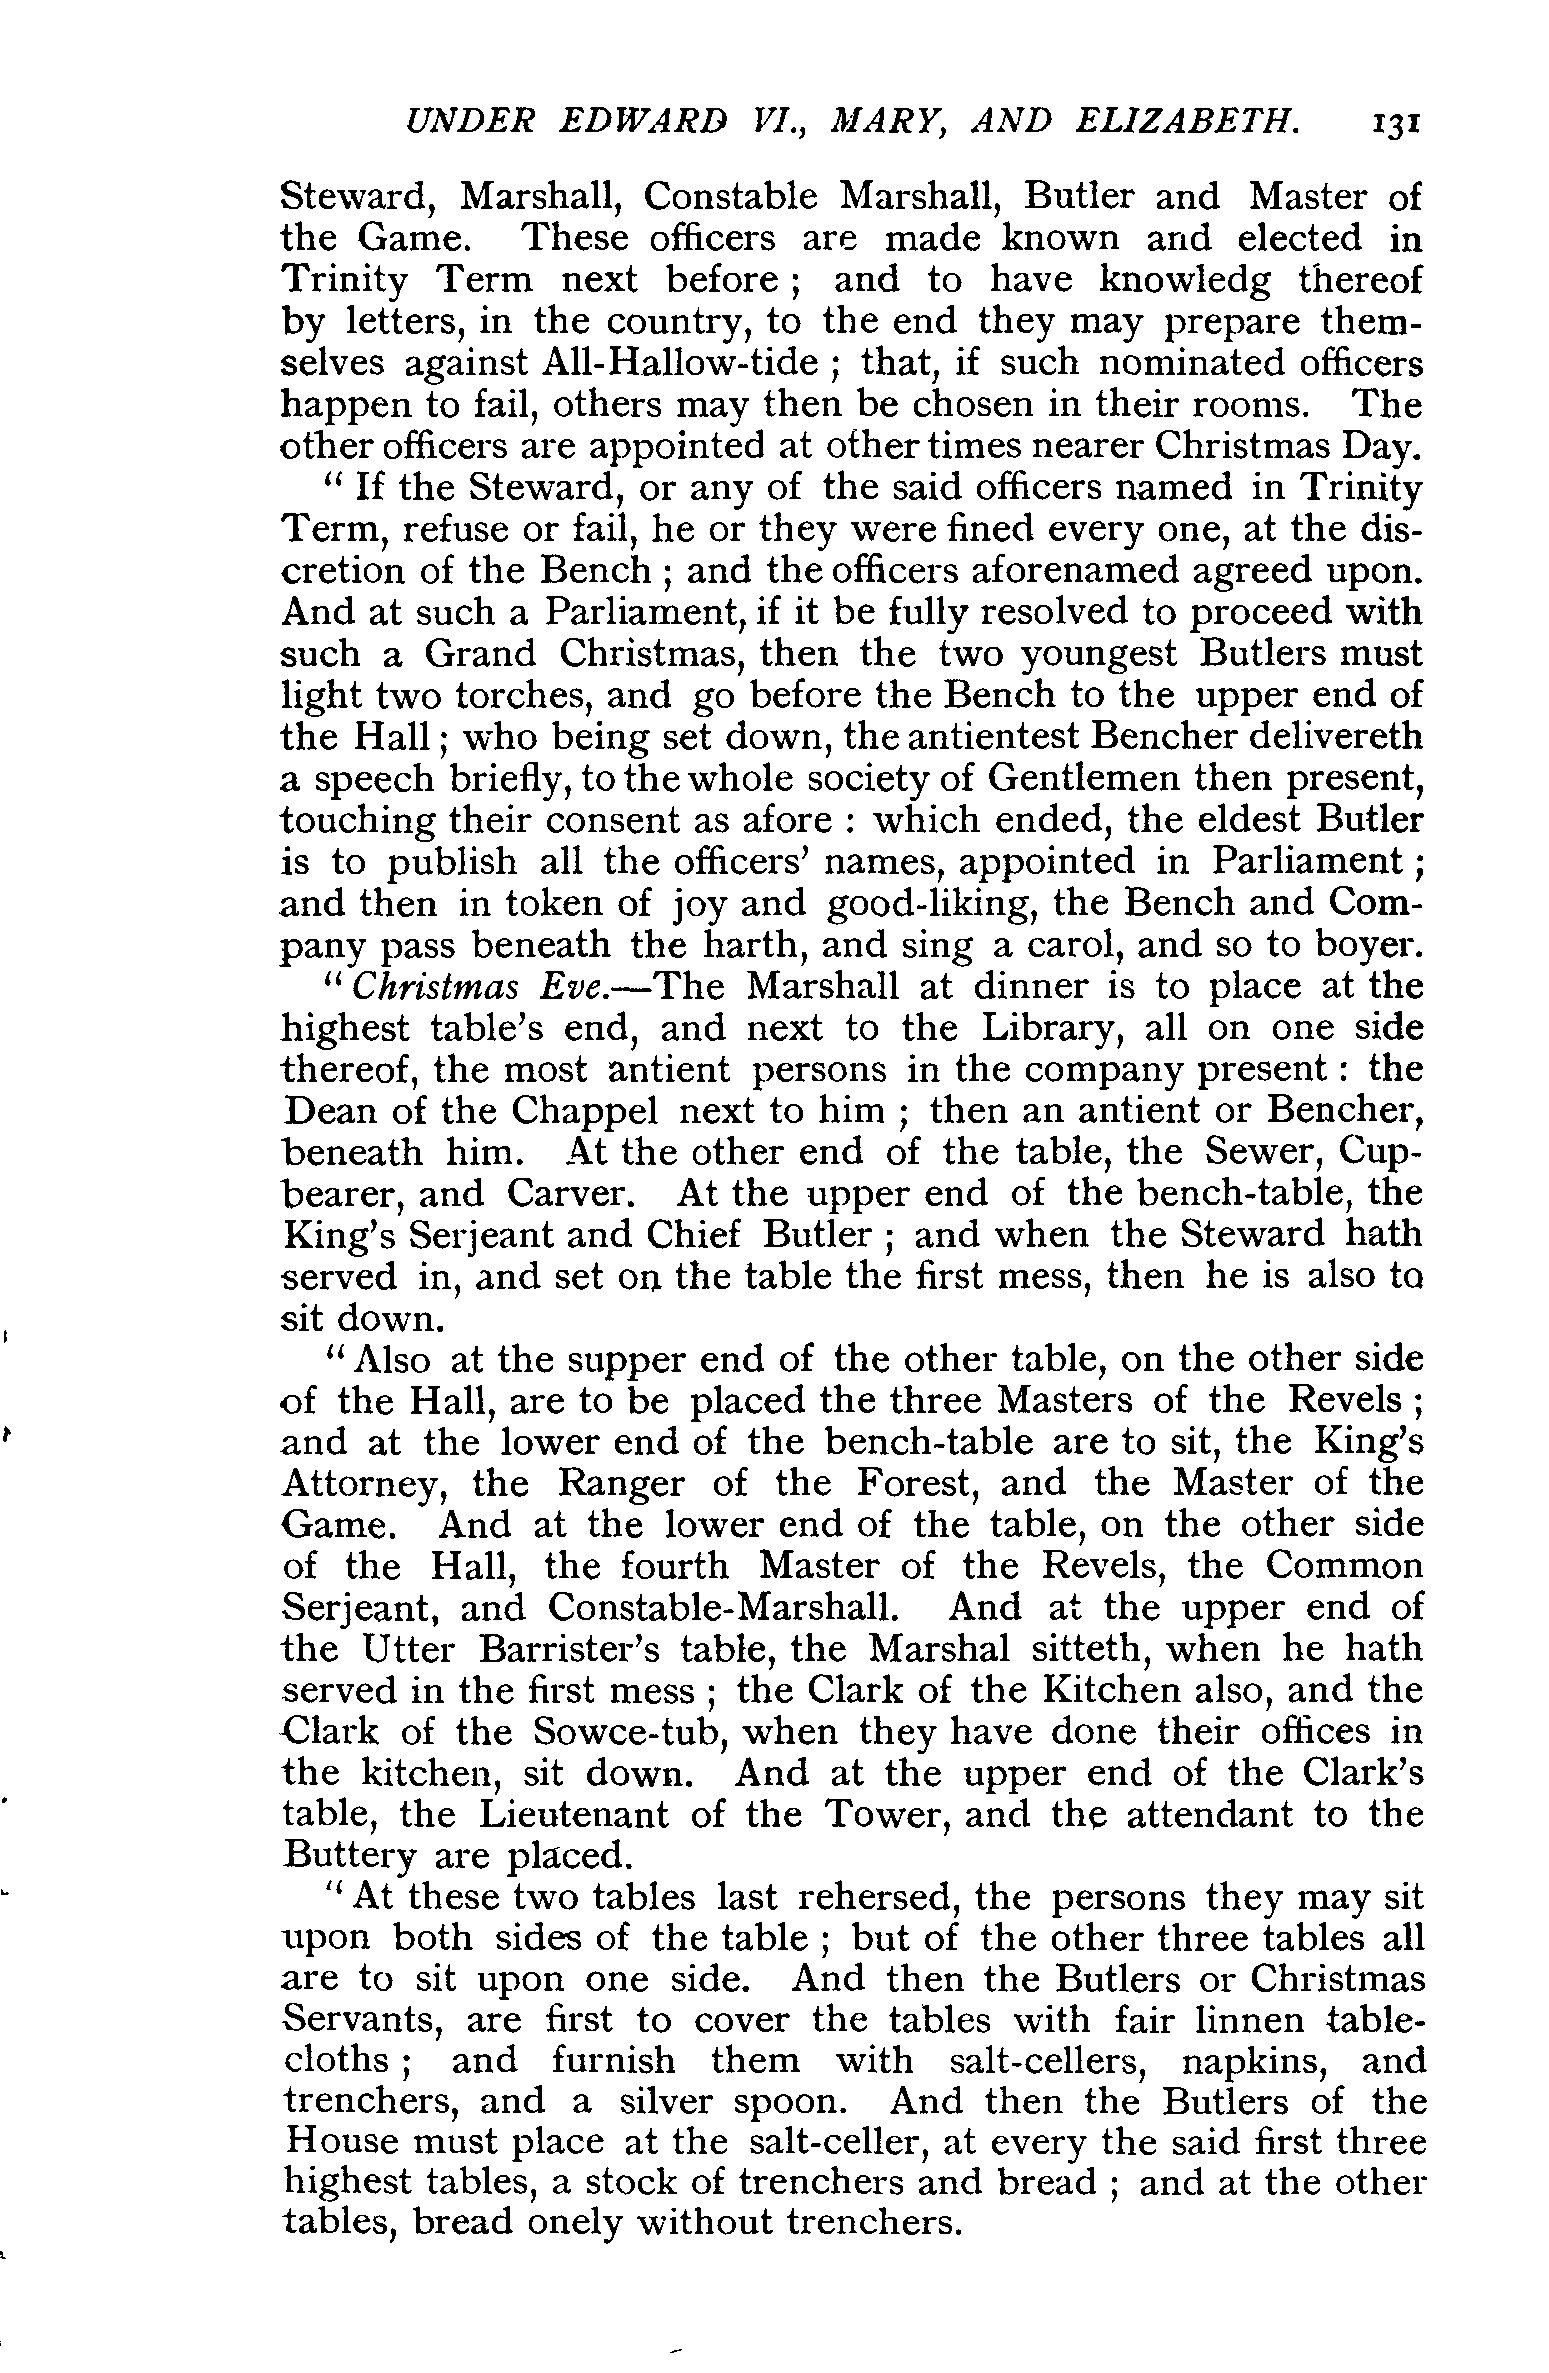 UNDER EDWARD VI., MARY, AND ELIZABETH. 131
Steward, Marshall, Constable Marshall, Butler and Master of
the Game. These officers are made known and elected in
Trinity Term next before ; and to have knowledg thereof
by letters, in the country, to the end they may prepare them-
selves against All-Hallow-tide ; that, if such nominated officers
happen to fail, others may then be chosen in their rooms. The
other officers are appointed at other times nearer Christmas Day.
“ If the Steward, or any of the said officers named in Trinity
Term, refuse or fail, he or they were fined every one, at the dis-
cretion of the Bench ; and the officers aforenamed agreed upon.
And at such a Parliament, if it be fully resolved to proceed with
such a Grand Christmas, then the two youngest Butlers must
light two torches, and go before the Bench to the upper end of
the Hall ; who being set down, the antientest Bencher delivereth
a speech briefly, to the whole society of Gentlemen then present,
touching their consent as afore : which ended, the eldest Butler
is to publish all the officers’ names, appointed in Parliament ;
and then in token of joy and good-liking, the Bench and Com-
pany pass beneath the harth, and sing a carol, and so to boyer.
“ Christmas Eve.—The Marshall at dinner is to place at the
highest table’s end, and next to the Library, all on one side
thereof, the most antient persons in the company present : the
Dean of the Chappel next to him ; then an antient or Bencher,
beneath him. At the other end of the table, the Sewer, Cup-
bearer, and Carver. At the upper end of the bench-table, the
King’s Serjeant and Chief Butler ; and when the Steward hath
served in, and set on the table the first mess, then he is also to
sit down.
“ Also at the supper end of the other table, on the other side
of the Hall, are to be placed the three Masters of the Revels ;
and at the lower end of the bench-table are to sit, the King’s
Attorney, the Ranger of the Forest, and the Master of the
Game. And at the lower end of the table, on the other side
of the Hall, the fourth Master of the Revels, the Common
Serjeant, and Constable-Marshall. And at the upper end of
the Utter Barrister’s table, the Marshal sitteth, when he hath
served in the first mess ; the Clark of the Kitchen also, and the
Clark of the Sowce-tub, when they have done their offices in
the kitchen, sit down. And at the upper end of the Clark’s
table, the Lieutenant of the Tower, and the attendant to the
Buttery are placed.
“ At these two tables last rehersed, the persons they may sit
upon both sides of the table ; but of the other three tables all
are to sit upon one side. And then the Butlers or Christmas
Servants, are first to cover the tables with fair linnen table-
cloths ; and furnish them with salt-cellers, napkins, and
trenchers, and a silver spoon. And then the Butlers of the
House must place at the salt-celler, at every the said first three
highest tables, a stock of trenchers and bread ; and at the other
tables, bread onely without trenchers.